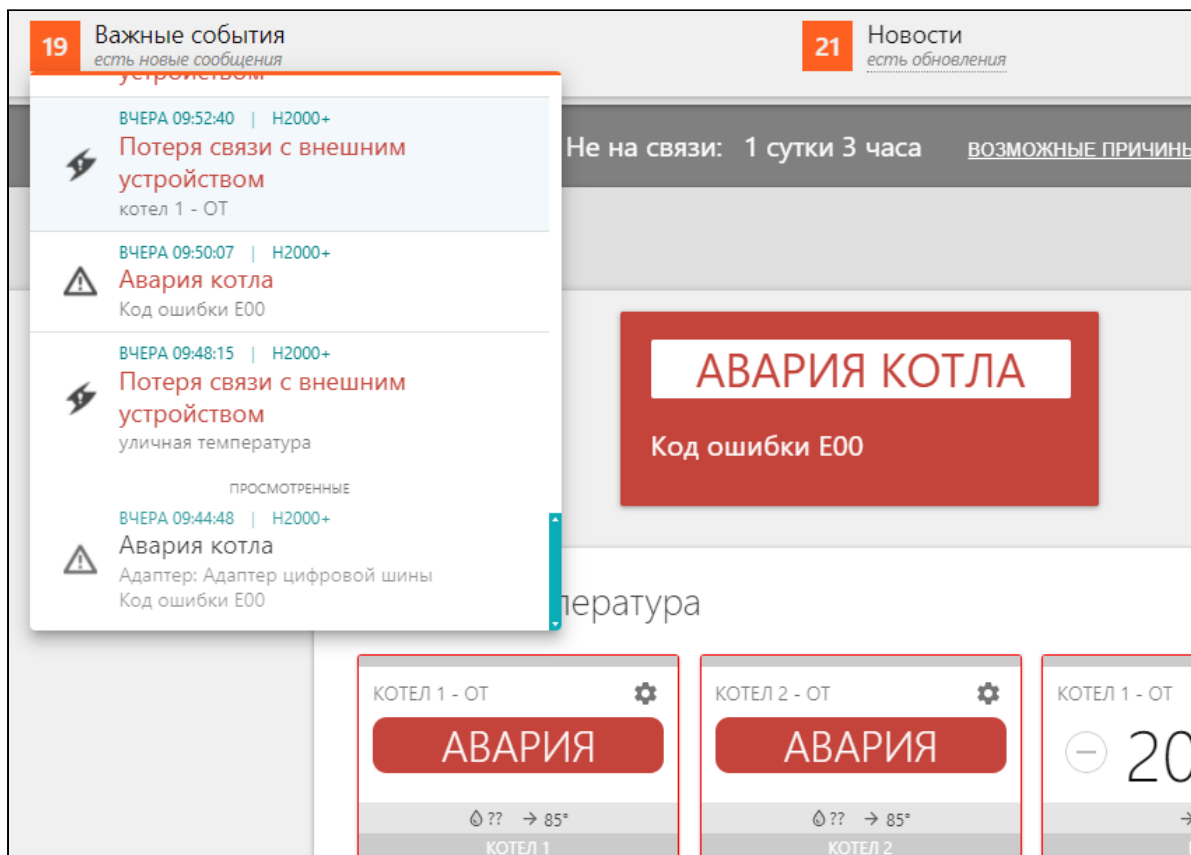 19
Важные события
есть новые сообщения
21
Новости
есть обновления
устройством
ВЧЕРА 09:52:40 | H2000+
Потеря связи с внешним
устройством
котел 1 - ОТ
Не на связи: 1 сутки 3 часа
ВОЗМОЖНЫЕ ПРИЧИНЫ
ВЧЕРА 09:50:07 | H2000+
Авария котла
Код ошибки E00
ВЧЕРА 09:48:15 | H2000+
Потеря связи с внешним
устройством
уличная температура
ПРОСМОТРЕННЫЕ
ВЧЕРА 09:44:48 | H2000+
Авария котла
Адаптер: Адаптер цифровой шины
Код ошибки E00
АВАРИЯ КОТЛА
Код ошибки E00
пература
КОТЕЛ 1 - ОТ
АВАРИЯ
?? → 85°
КОТЕЛ 1
КОТЕЛ 2 - ОТ
АВАРИЯ
?? → 85°
КОТЕЛ 2
КОТЕЛ 1 - ОТ
20